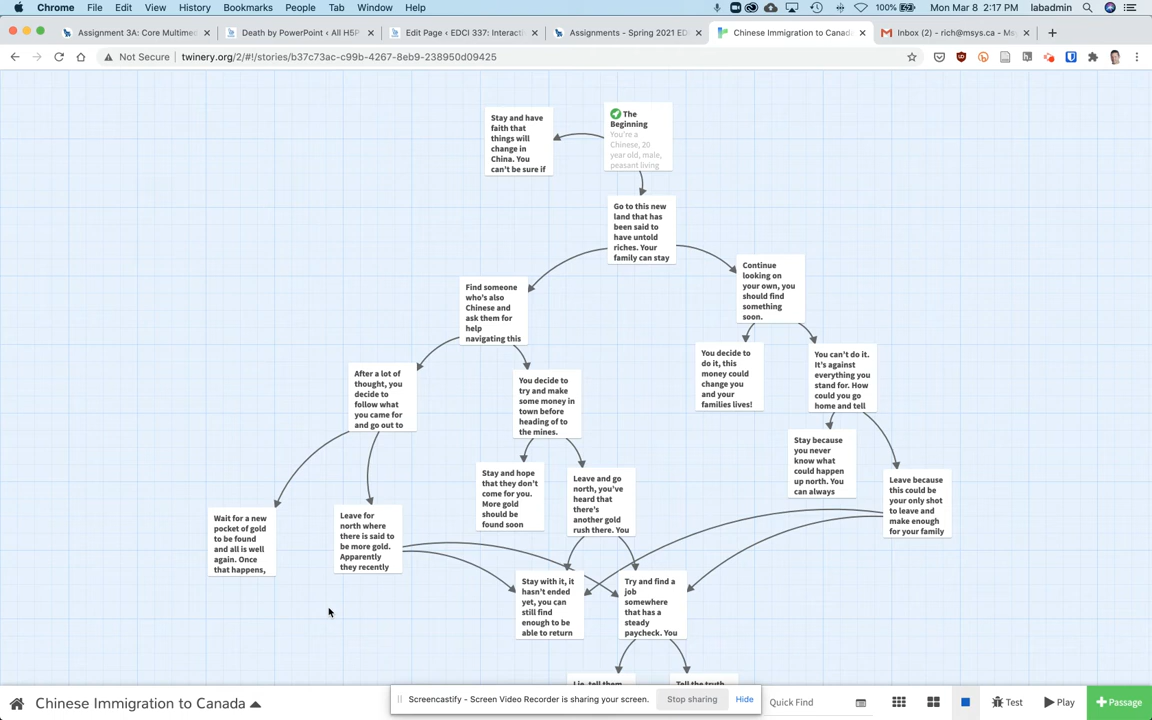 Chrome File Edit View History Bookmarks People Tab Window Help 100% Mon Mar 8 2:17 PM labadmin
Assignment 3A: Core Multimed Death by PowerPoint ‹ All H5P Edit Page ‹ EDCI 337: Interact Assignments - Spring 2021 ED Chinese Immigration to Canad Inbox (2) - rich@msys.ca - Ms
Not Secure twinery.org/2/#!/stories/b37c73ac-c99b-4267-8eb9-238950d09425
Stay and have
faith that
things will
change in
China. You
can't be sure if
The
Beginning
You're a
Chinese, 20
year old, male,
peasant living
Go to this new
land that has
been said to
have untold
riches. Your
family can stay
Find someone
who's also
Chinese and
ask them for
help
navigating this
Continue
looking on
your own, you
should find
something
soon.
After a lot of
thought, you
decide to
follow what
you came for
and go out to
You decide to
try and make
some money in
town before
heading of to
the mines.
You decide to
do it, this
money could
change you
and your
families lives!
You can't do it.
It's against
everything you
stand for. How
could you go
home and tell
Stay because
you never
know what
could happen
up north. You
can always
Leave because
this could be
your only shot
to leave and
make enough
for your family
Stay and hope
that they don't
come for you.
More gold
should be
found soon
Leave and go
north, you've
heard that
there's
another gold
rush there. You
Wait for a new
pocket of gold
to be found
and all is well
again. Once
that happens,
Leave for
north where
there is said to
be more gold.
Apparently
they recently
Stay with it, it
hasn't ended
yet, you can
still find
enough to be
able to return
Try and find a
job
somewhere
that has a
steady
paycheck. You
Lie, tell them
Tell the truth
Chinese Immigration to Canada
Screencastify - Screen Video Recorder is sharing your screen. Stop sharing Hide
Quick Find Test Play +Passage